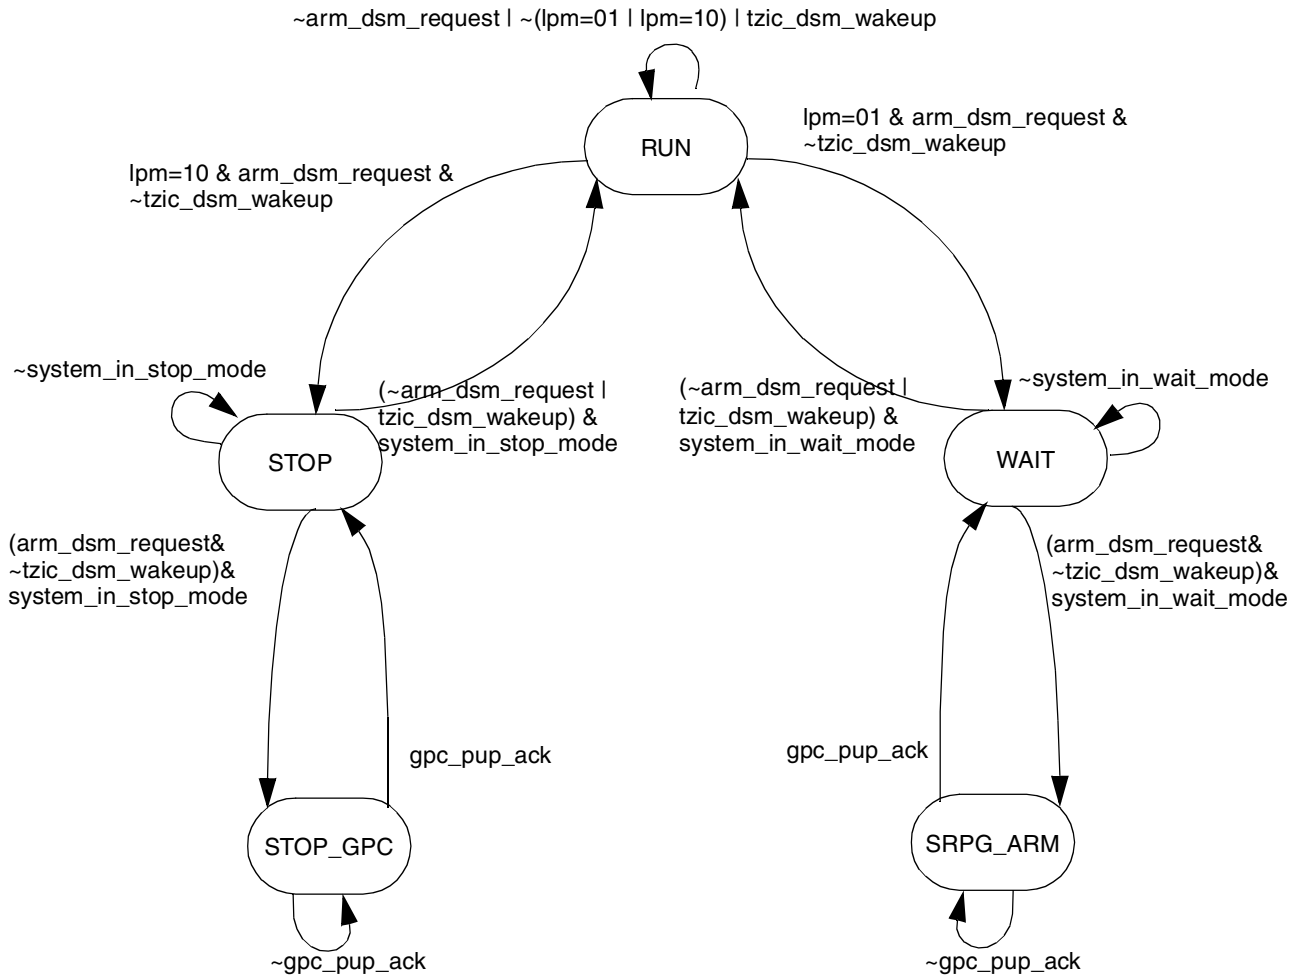 ~arm_dsm_request | ~(lpm=01 | lpm=10) | tzic_dsm_wakeup
RUN
lpm=01 & arm_dsm_request &
~tzic_dsm_wakeup
lpm=10 & arm_dsm_request &
~tzic_dsm_wakeup
~system_in_stop_mode
(~arm_dsm_request |
tzic_dsm_wakeup) &
system_in_stop_mode
(~arm_dsm_request |
tzic_dsm_wakeup) &
system_in_wait_mode
~system_in_wait_mode
STOP
WAIT
(arm_dsm_request&
~tzic_dsm_wakeup)&
system_in_stop_mode
(arm_dsm_request&
~tzic_dsm_wakeup)&
system_in_wait_mode
gpc_pup_ack
gpc_pup_ack
STOP_GPC
SRPG_ARM
~gpc_pup_ack
~gpc_pup_ack